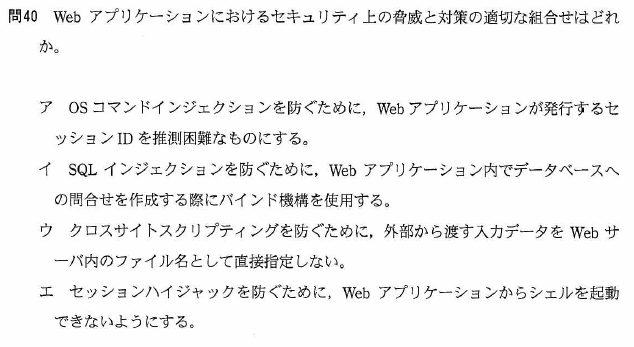 問40 Web アプリケーションにおけるセキュリティ上の脅威と対策の適切な組合せはどれ
か。
ア OSコマンドインジェクションを防ぐために，Webアプリケーションが発行するセ
ッションIDを推測困難なものにする。
イ SQL インジェクションを防ぐために，Web アプリケーション内でデータベースへ
の問合せを作成する際にバインド機構を使用する。
ウ クロスサイトスクリプティングを防ぐために，外部から渡す入力データを Web サ
ーバ内のファイル名として直接指定しない。
エ セッションハイジャックを防ぐために，Web アプリケーションからシェルを起動
できないようにする。